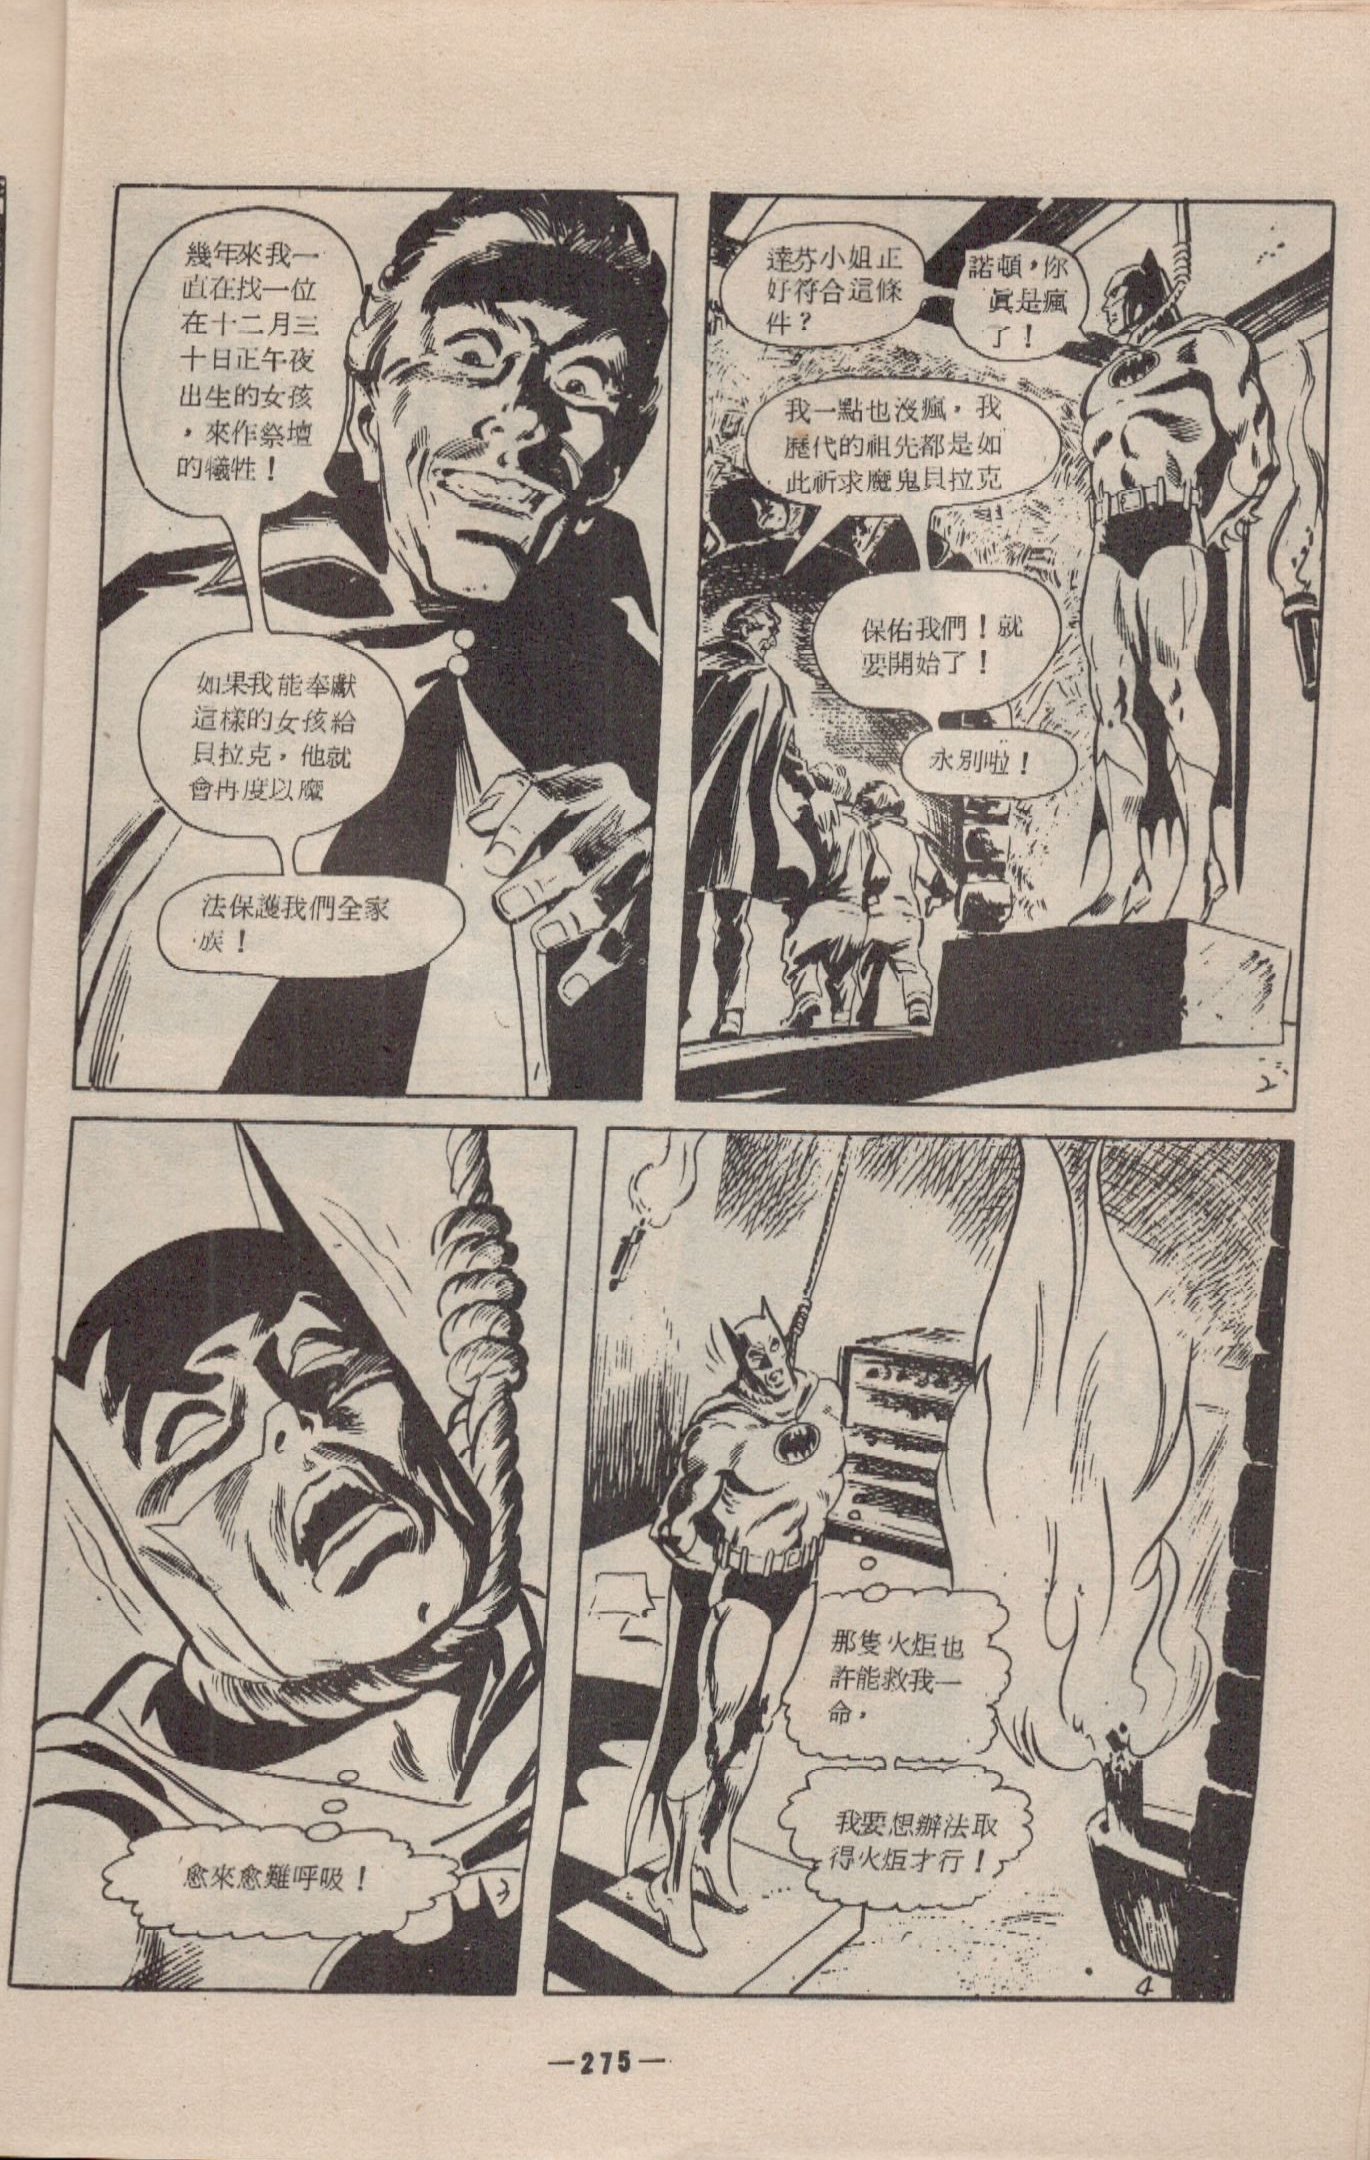 幾年來我一
直在找一位
在十二月三
十日正午夜
出生的女孩
，來作祭壇
的犧牲！
如果我能奉獻
這樣的女孩給
貝拉克，他就
會再度以魔
法保護我們全家
族！
達芬小姐正
好符合這條
件？
諾頓，你
眞是瘋
了！
我一點也沒瘋，我
歷代的祖先都是如
此祈求魔鬼貝拉克
保佑我們！就
要開始了！
永別啦！
2
愈來愈難呼吸！
3
那隻火炬也
許能救我一
命，
我要想辦法取
得火炬才行！
4
—275—